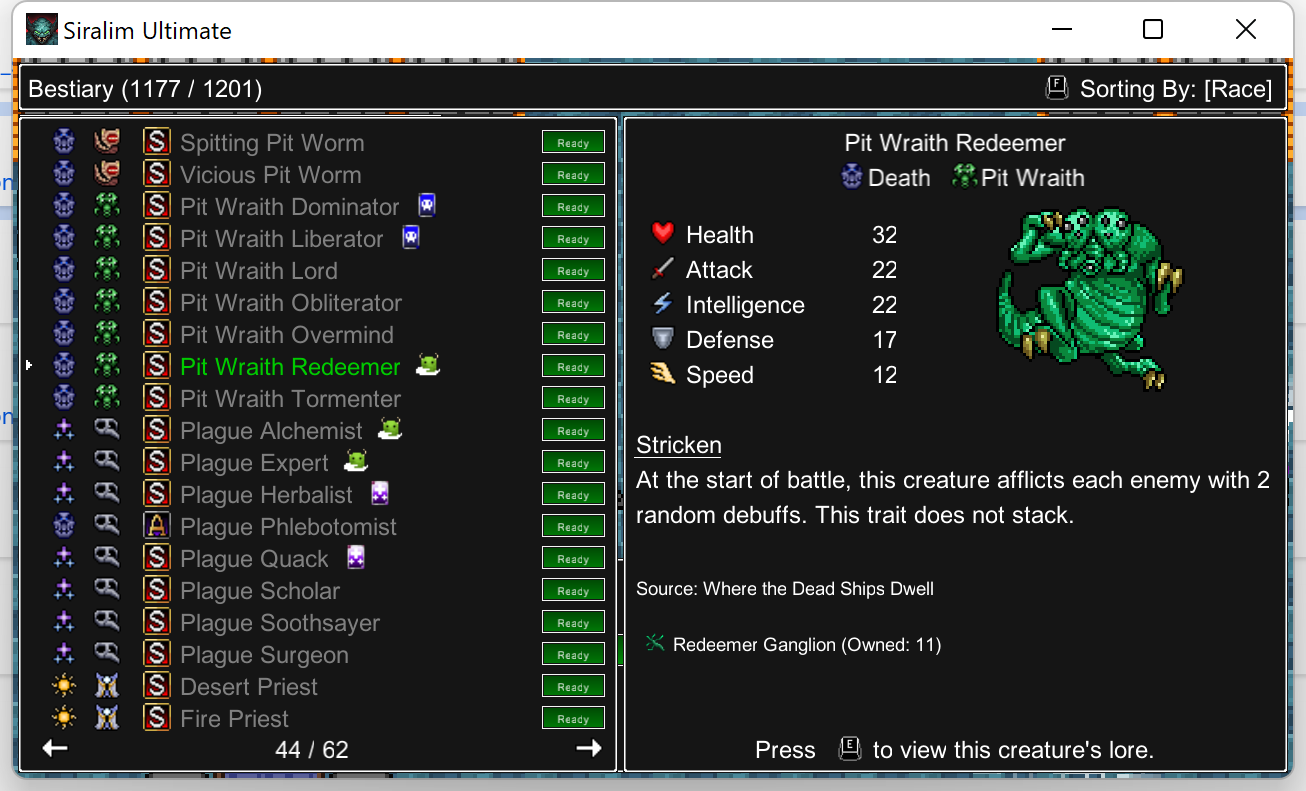 Siralim Ultimate
Bestiary (1177 / 1201)
F Sorting By: [Race]
S Spitting Pit Worm Ready
S Vicious Pit Worm Ready
S Pit Wraith Dominator Ready
S Pit Wraith Liberator Ready
S Pit Wraith Lord Ready
S Pit Wraith Obliterator Ready
S Pit Wraith Overmind Ready
S Pit Wraith Redeemer Ready
S Pit Wraith Tormenter Ready
S Plague Alchemist Ready
S Plague Expert Ready
S Plague Herbalist Ready
A Plague Phlebotomist Ready
S Plague Quack Ready
S Plague Scholar Ready
S Plague Soothsayer Ready
S Plague Surgeon Ready
S Desert Priest Ready
S Fire Priest Ready
44 / 62
Pit Wraith Redeemer
Death Pit Wraith
Health 32
Attack 22
Intelligence 22
Defense 17
Speed 12
Stricken
At the start of battle, this creature afflicts each enemy with 2
random debuffs. This trait does not stack.
Source: Where the Dead Ships Dwell
Redeemer Ganglion (Owned: 11)
Press E to view this creature's lore.